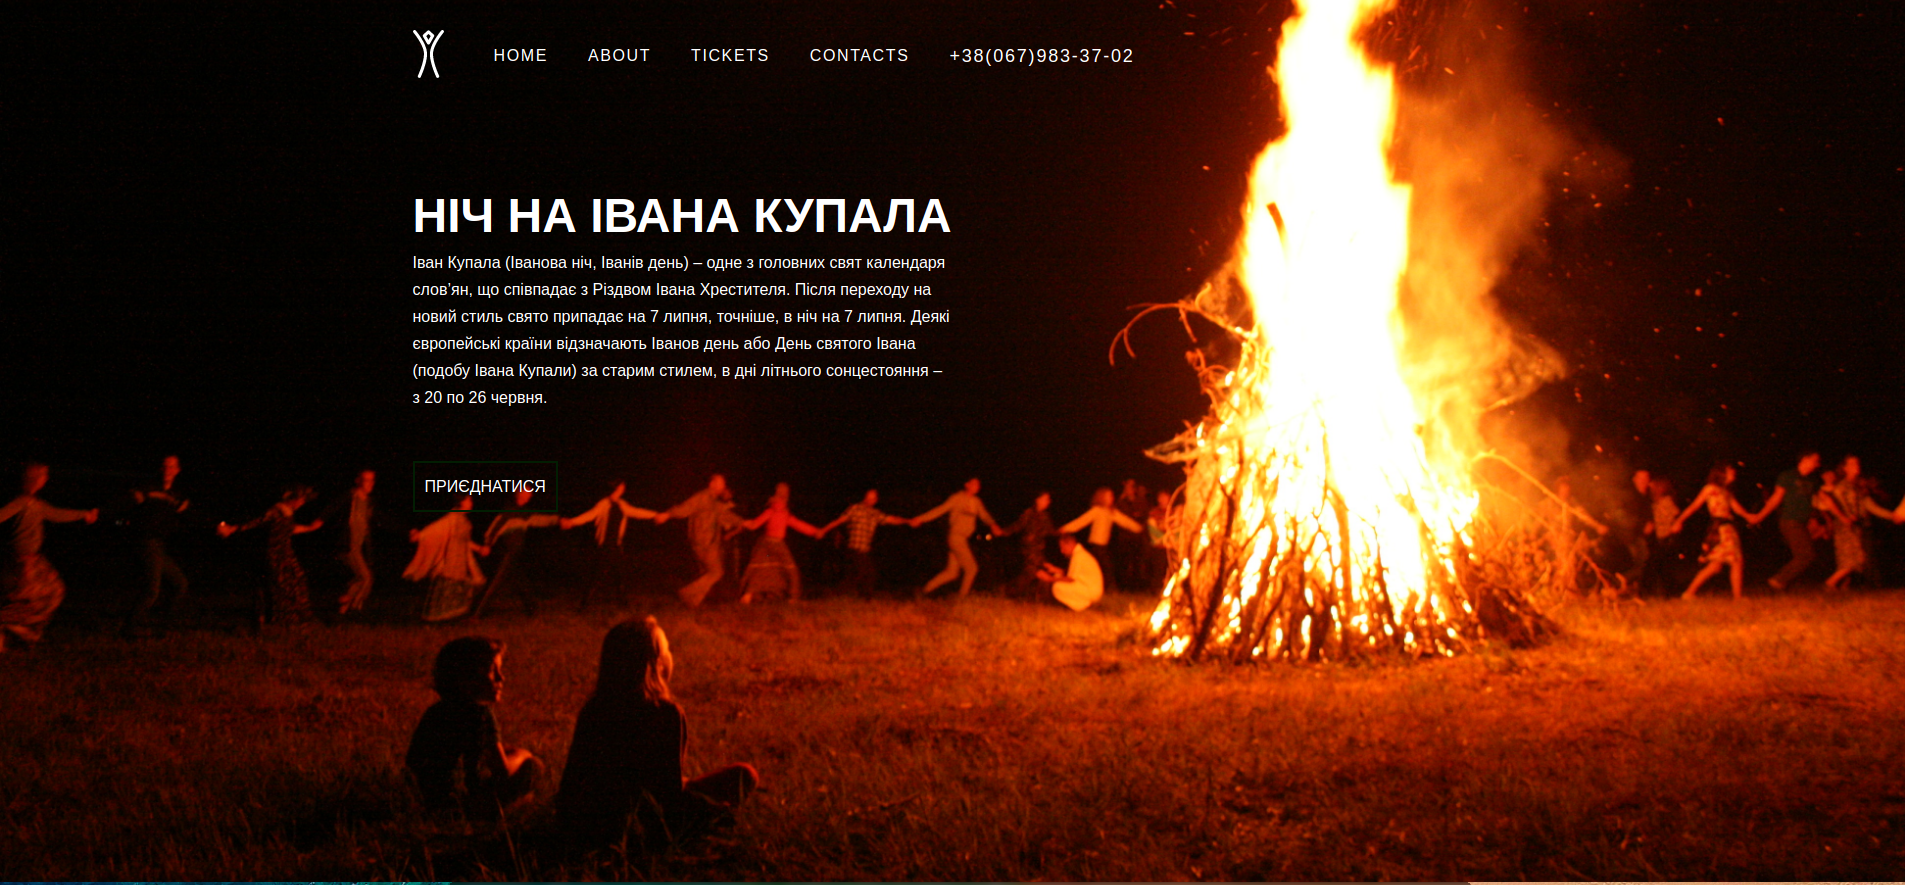 HOME ABOUT TICKETS CONTACTS +38(067)983-37-02
НІЧ НА ІВАНА КУПАЛА
Іван Купала (Іванова ніч, Іванів день) – одне з головних свят календаря
слов’ян, що співпадає з Різдвом Івана Хрестителя. Після переходу на
новий стиль свято припадає на 7 липня, точніше, в ніч на 7 липня. Деякі
європейські країни відзначають Іванов день або День святого Івана
(подобу Івана Купали) за старим стилем, в дні літнього сонцестояння –
з 20 по 26 червня.
ПРИЄДНАТИСЯ